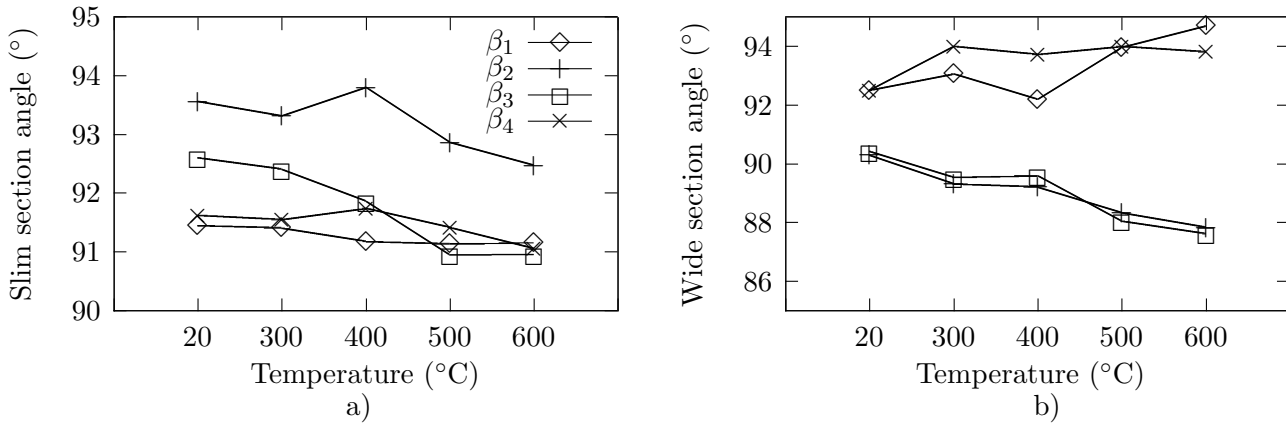 95
94
93
92
91
90
Slim section angle (°)
β1
β2
β3
β4
20 300 400 500 600
Temperature (°C)
a)
94
92
90
88
86
Wide section angle (°)
20 300 400 500 600
Temperature (°C)
b)